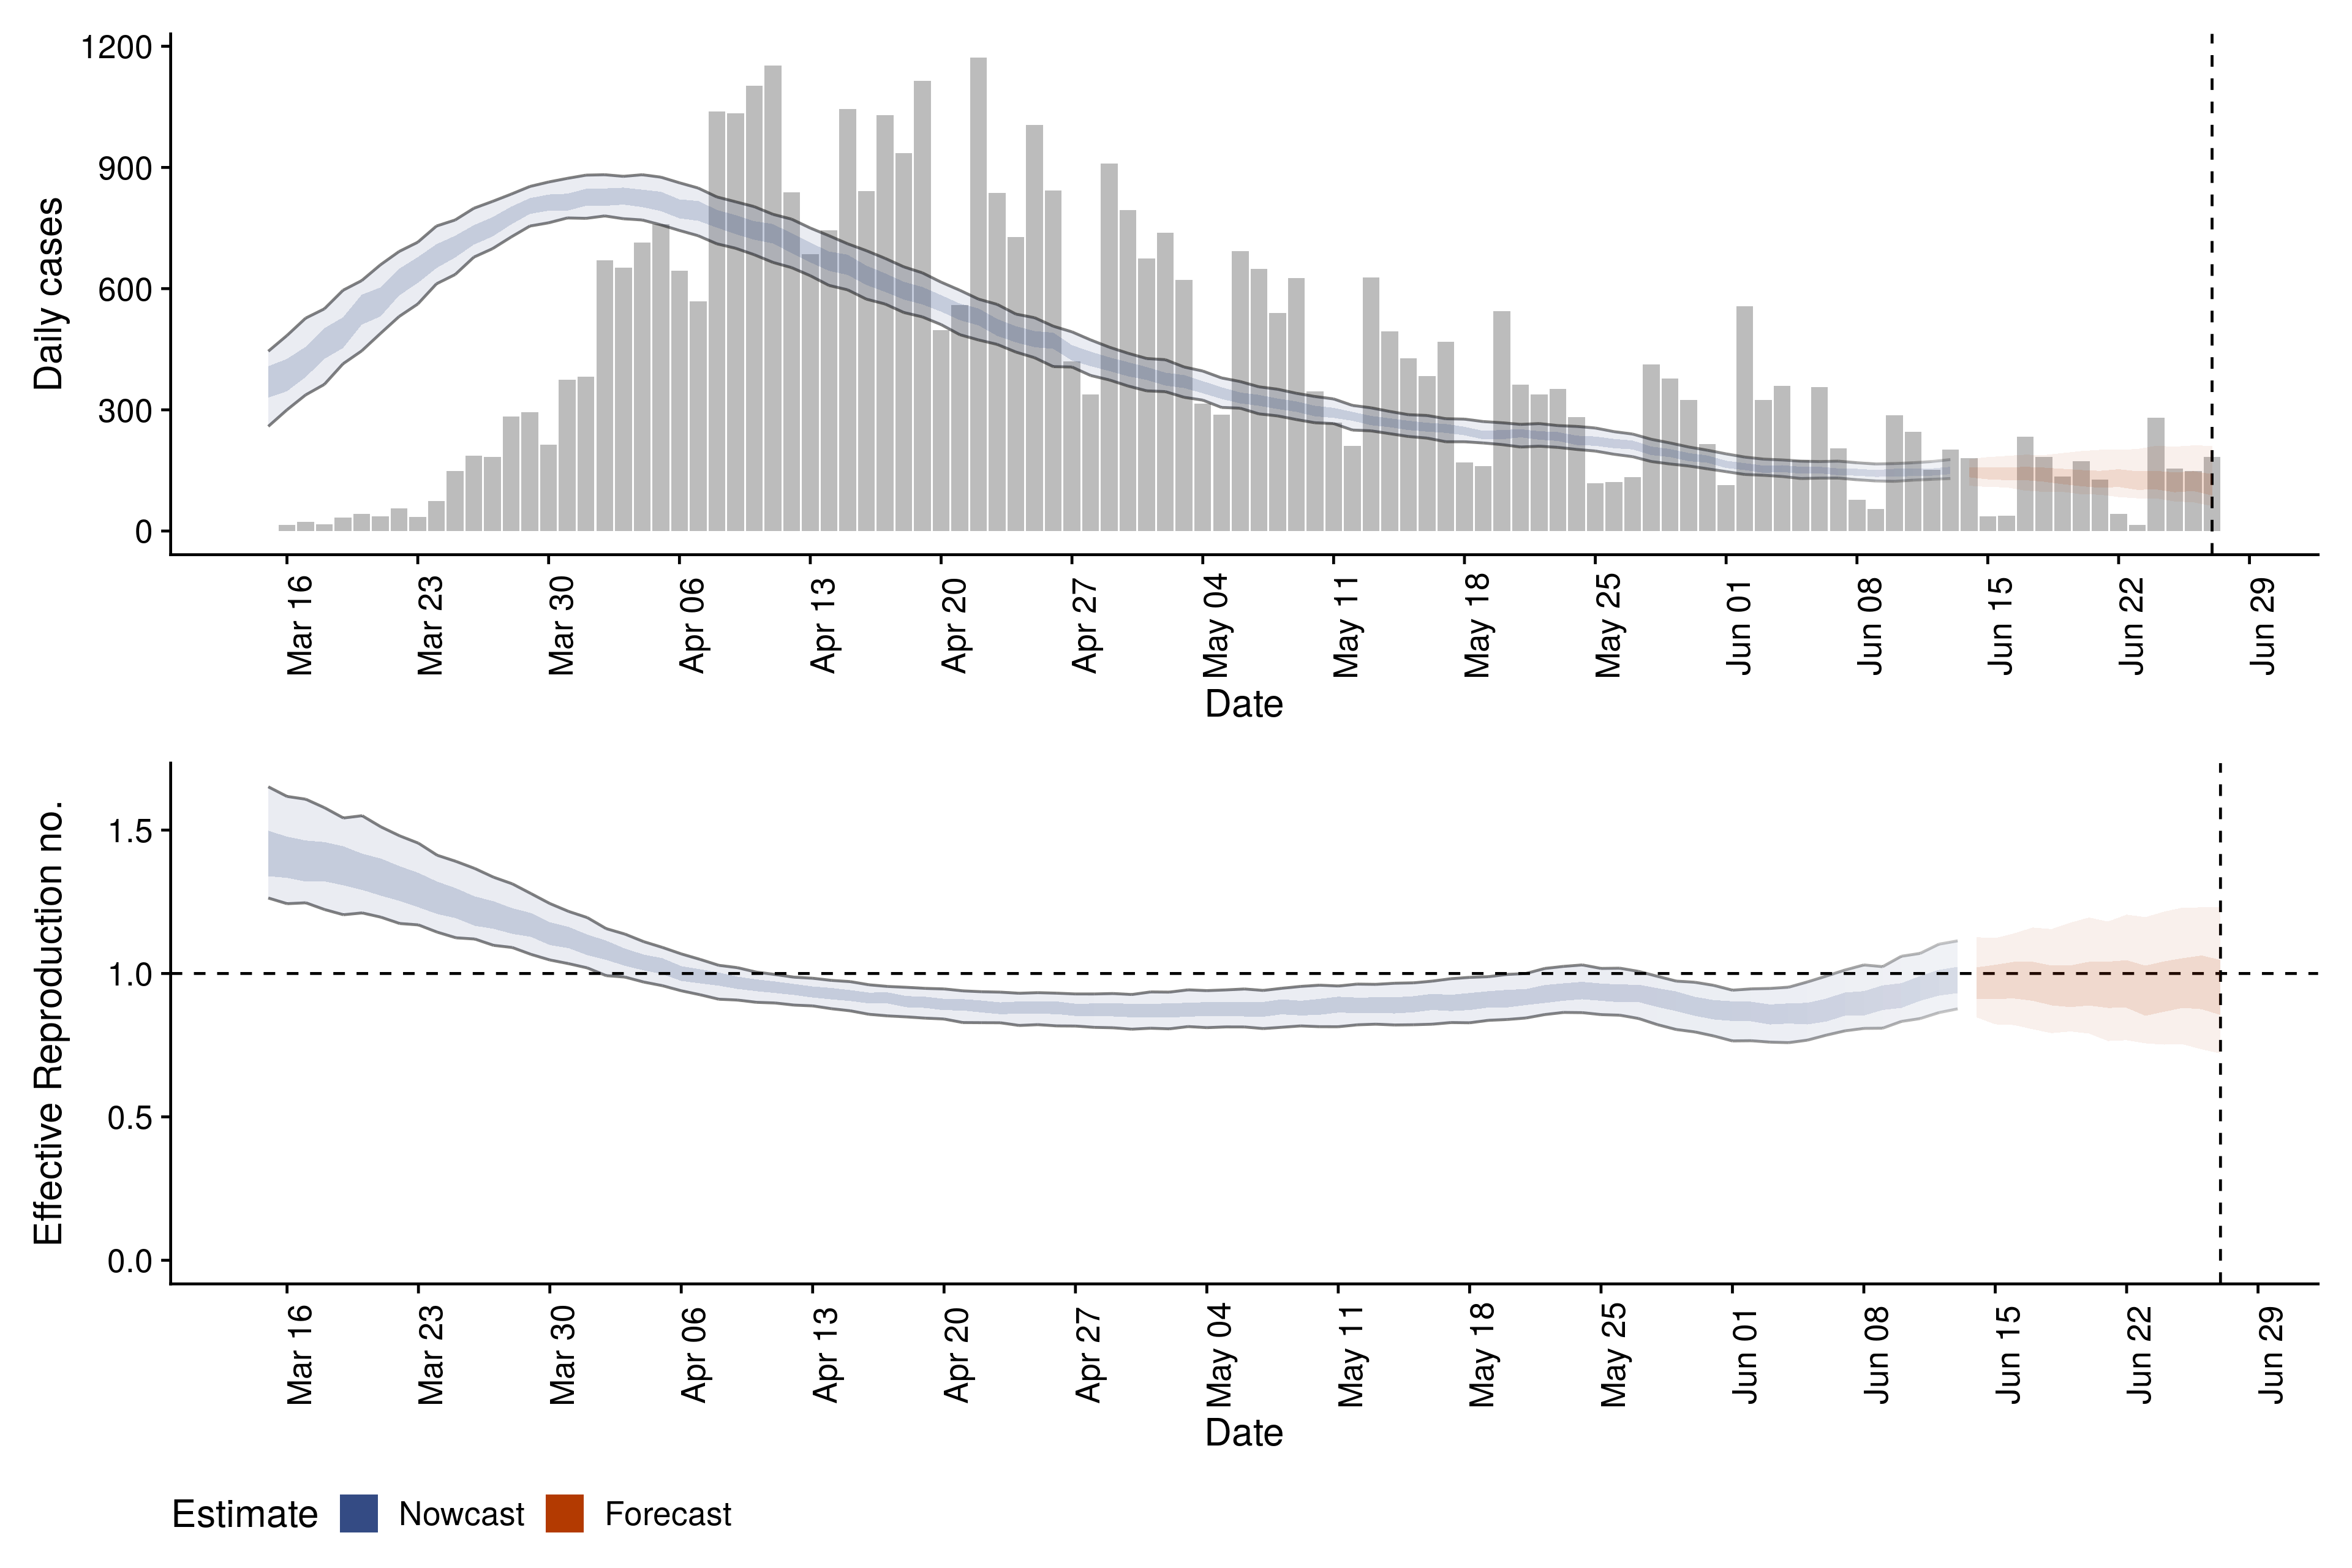 Daily cases
1200
900
600
300
0
Mar 16
Mar 23
Mar 30
Apr 06
Apr 13
Apr 20
Apr 27
May 04
May 11
May 18
May 25
Jun 01
Jun 08
Jun 15
Jun 22
Jun 29
Date
Effective Reproduction no.
1.5
1.0
0.5
0.0
Mar 16
Mar 23
Mar 30
Apr 06
Apr 13
Apr 20
Apr 27
May 04
May 11
May 18
May 25
Jun 01
Jun 08
Jun 15
Jun 22
Jun 29
Date
Estimate Nowcast Forecast